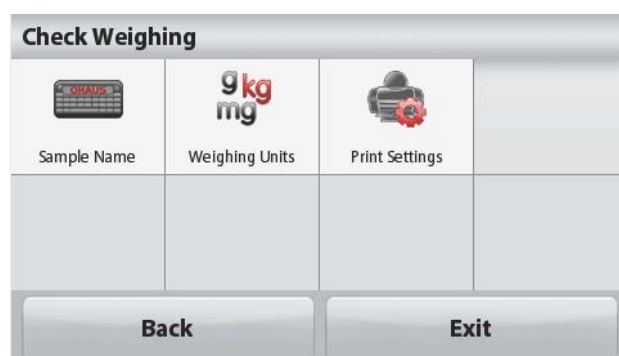 Check Weighing
OHAUS
g kg
mg
Sample Name
Weighing Units
Print Settings
Back
Exit